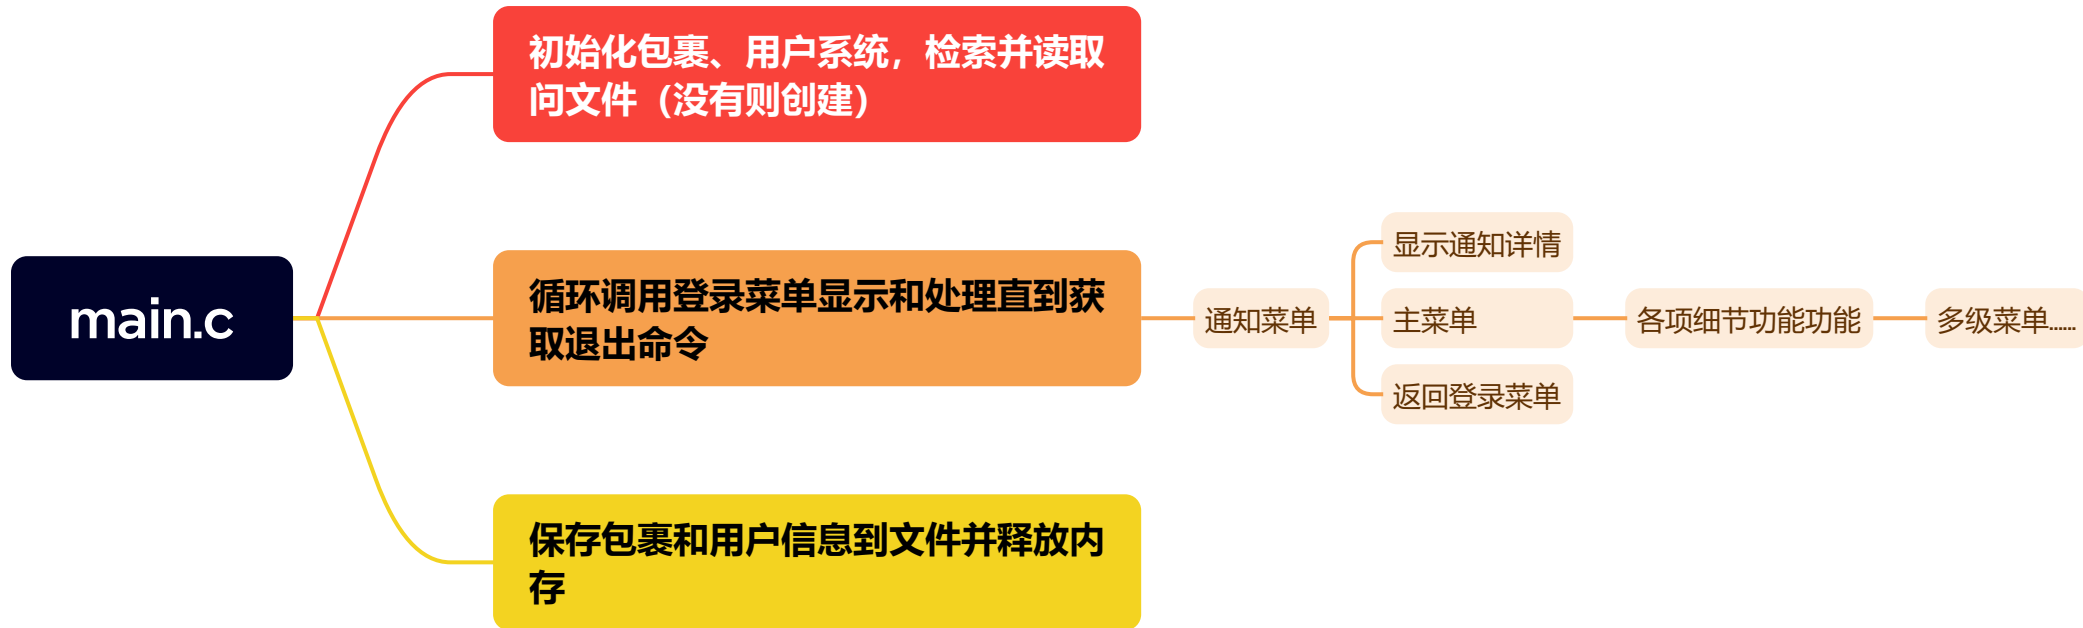 初始化包裹、用户系统，检索并读取
问文件（没有则创建）
main.c
循环调用登录菜单显示和处理直到获
取退出命令
通知菜单
显示通知详情
主菜单
各项细节功能功能
多级菜单……
返回登录菜单
保存包裹和用户信息到文件并释放内
存